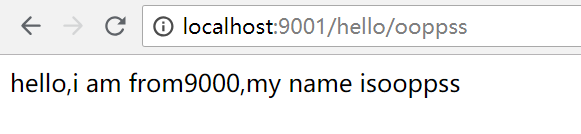 localhost:9001/hello/ooppss
hello,i am from9000,my name isooppss